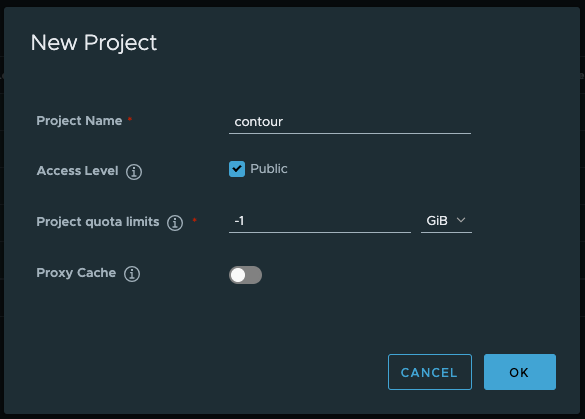 New Project
Project Name *
contour
Access Level
Public
Project quota limits *
-1 GiB
Proxy Cache
CANCEL OK